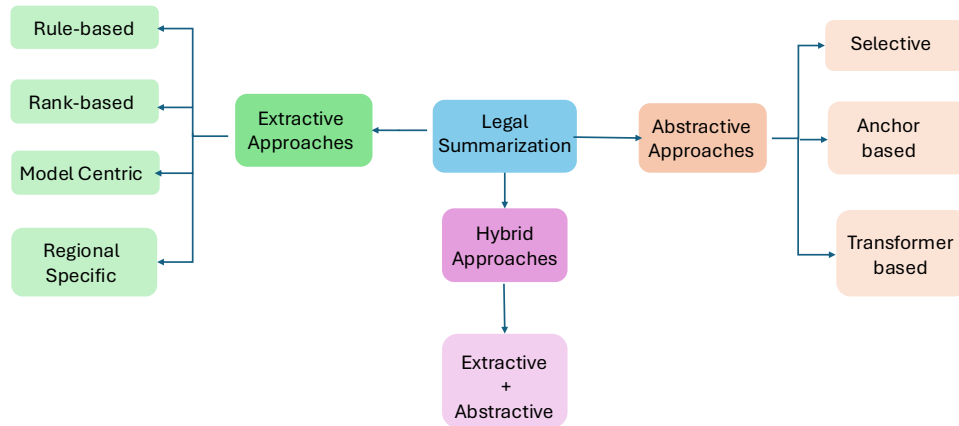 Rule-based
Rank-based
Model Centric
Regional
Specific
Extractive
Approaches
Legal
Summarization
Hybrid
Approaches
Extractive
+
Abstractive
Abstractive
Approaches
Selective
Anchor
based
Transformer
based